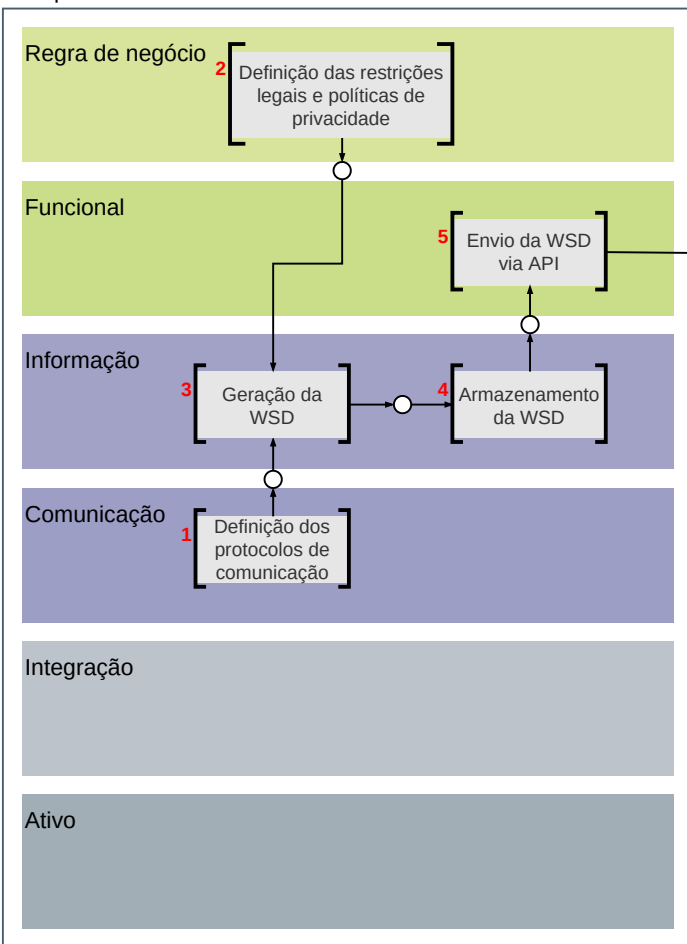 Regra de negócio
2
Definição das restrições
legais e políticas de
privacidade
Funcional
5
Envio da WSD
via API
Informação
3
Geração da
WSD
4
Armazenamento
da WSD
Comunicação
1
Definição dos
protocolos de
comunicação
Integração
Ativo